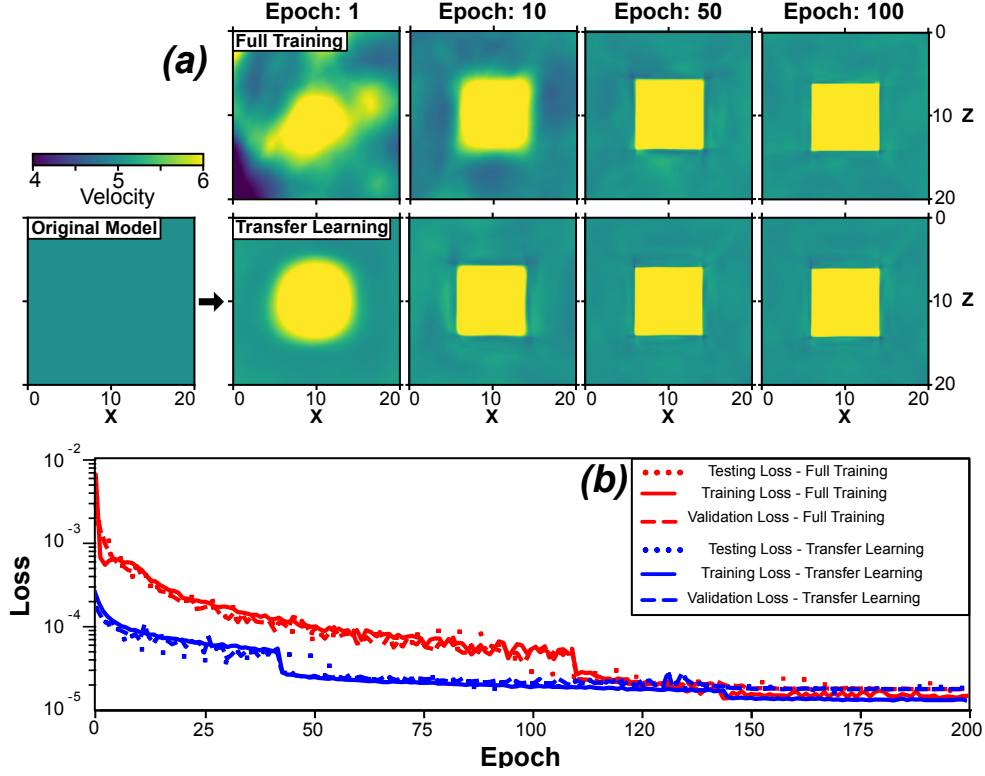 Epoch: 1 Epoch: 10 Epoch: 50 Epoch: 100
(a)
Full Training
0
10 Z
20
4 5 6
Velocity
Original Model
Transfer Learning
0
10 Z
20
0 10 20 0 10 20 0 10 20 0 10 20 0 10 20
X X X X X
(b)
Testing Loss - Full Training
Training Loss - Full Training
Validation Loss - Full Training
Testing Loss - Transfer Learning
Training Loss - Transfer Learning
Validation Loss - Transfer Learning
Loss
10⁻²
10⁻³
10⁻⁴
10⁻⁵
0 25 50 75 100 125 150 175 200
Epoch